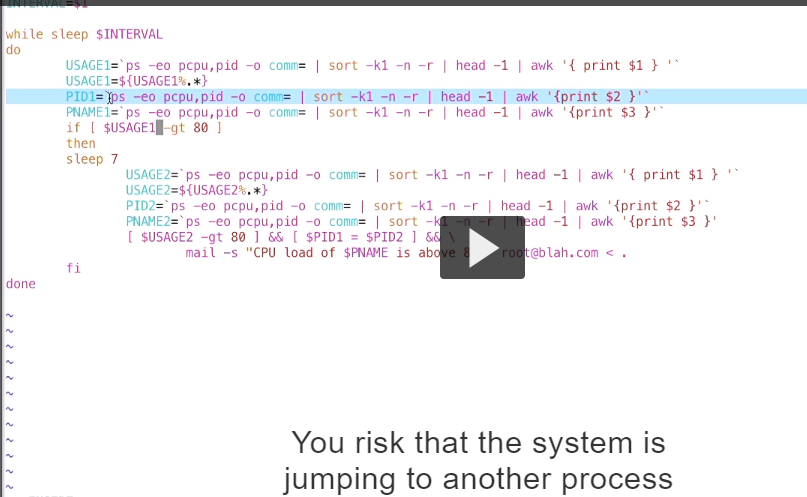 INTERVAL=$1
while sleep $INTERVAL
do
USAGE1=`ps -eo pcpu,pid -o comm= | sort -k1 -n -r | head -1 | awk '{ print $1 } '`
USAGE1=${USAGE1%.*}
PID1=`ps -eo pcpu,pid -o comm= | sort -k1 -n -r | head -1 | awk '{print $2 }'`
PNAME1=`ps -eo pcpu,pid -o comm= | sort -k1 -n -r | head -1 | awk '{print $3 }'`
if [ $USAGE1 -gt 80 ]
then
sleep 7
USAGE2=`ps -eo pcpu,pid -o comm= | sort -k1 -n -r | head -1 | awk '{ print $1 } '`
USAGE2=${USAGE2%.*}
PID2=`ps -eo pcpu,pid -o comm= | sort -k1 -n -r | head -1 | awk '{print $2 }'`
PNAME2=`ps -eo pcpu,pid -o comm= | sort -k1 -n -r | head -1 | awk '{print $3 }'
[ $USAGE2 -gt 80 ] && [ $PID1 = $PID2 ] && \
mail -s "CPU load of $PNAME is above root@blah.com < .
fi
done
~
~
~
~
~
~
~
~
~
~
~
~
You risk that the system is
jumping to another process